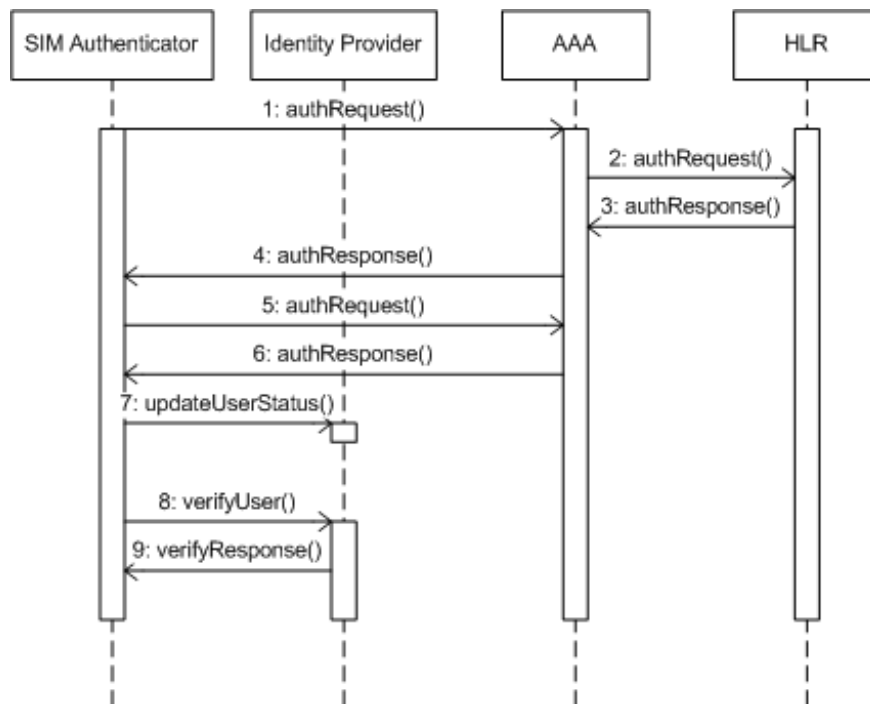 SIM Authenticator
Identity Provider
AAA
HLR
1: authRequest()
2: authRequest()
3: authResponse()
4: authResponse()
5: authRequest()
6: authResponse()
7: updateUserStatus()
8: verifyUser()
9: verifyResponse()